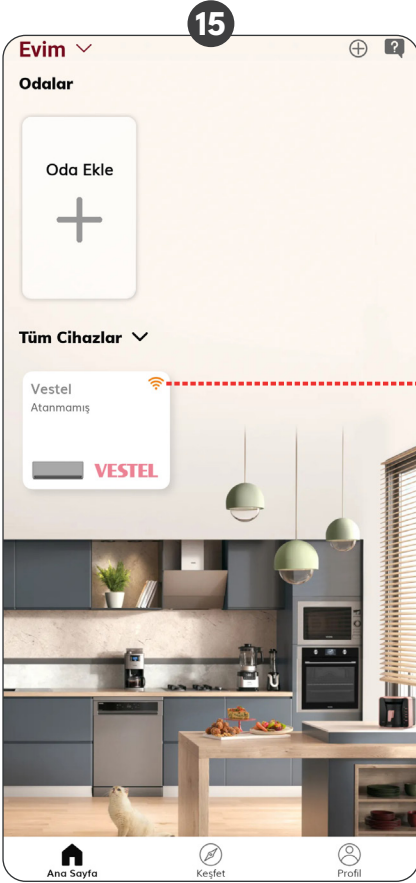 15
Evim
Odalar
Oda Ekle
Tüm Cihazlar
Vestel
Atanmamış
VESTEL
Ana Sayfa
Keşfet
Profil